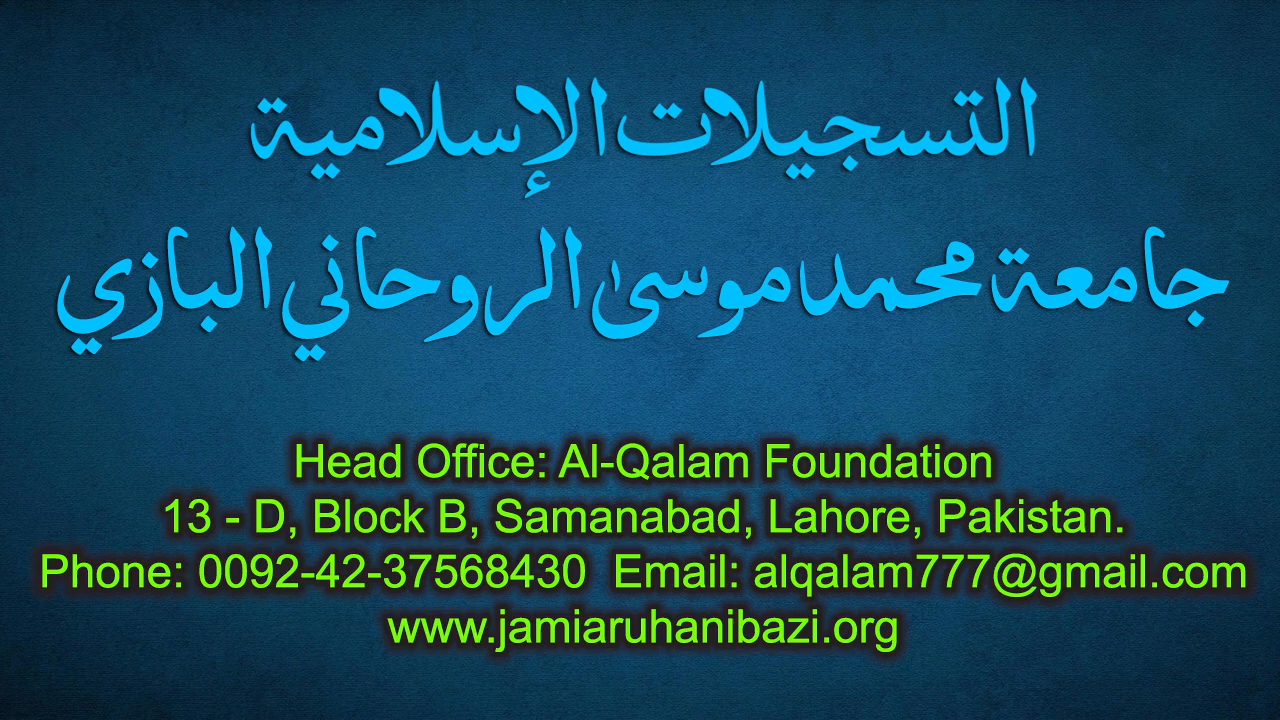 التسجيلات الإسلامية
جامعة محمد موسىٰ الروحاني البازي
Head Office: Al-Qalam Foundation
13 - D, Block B, Samanabad, Lahore, Pakistan.
Phone: 0092-42-37568430  Email: alqalam777@gmail.com
www.jamiaruhanibazi.org